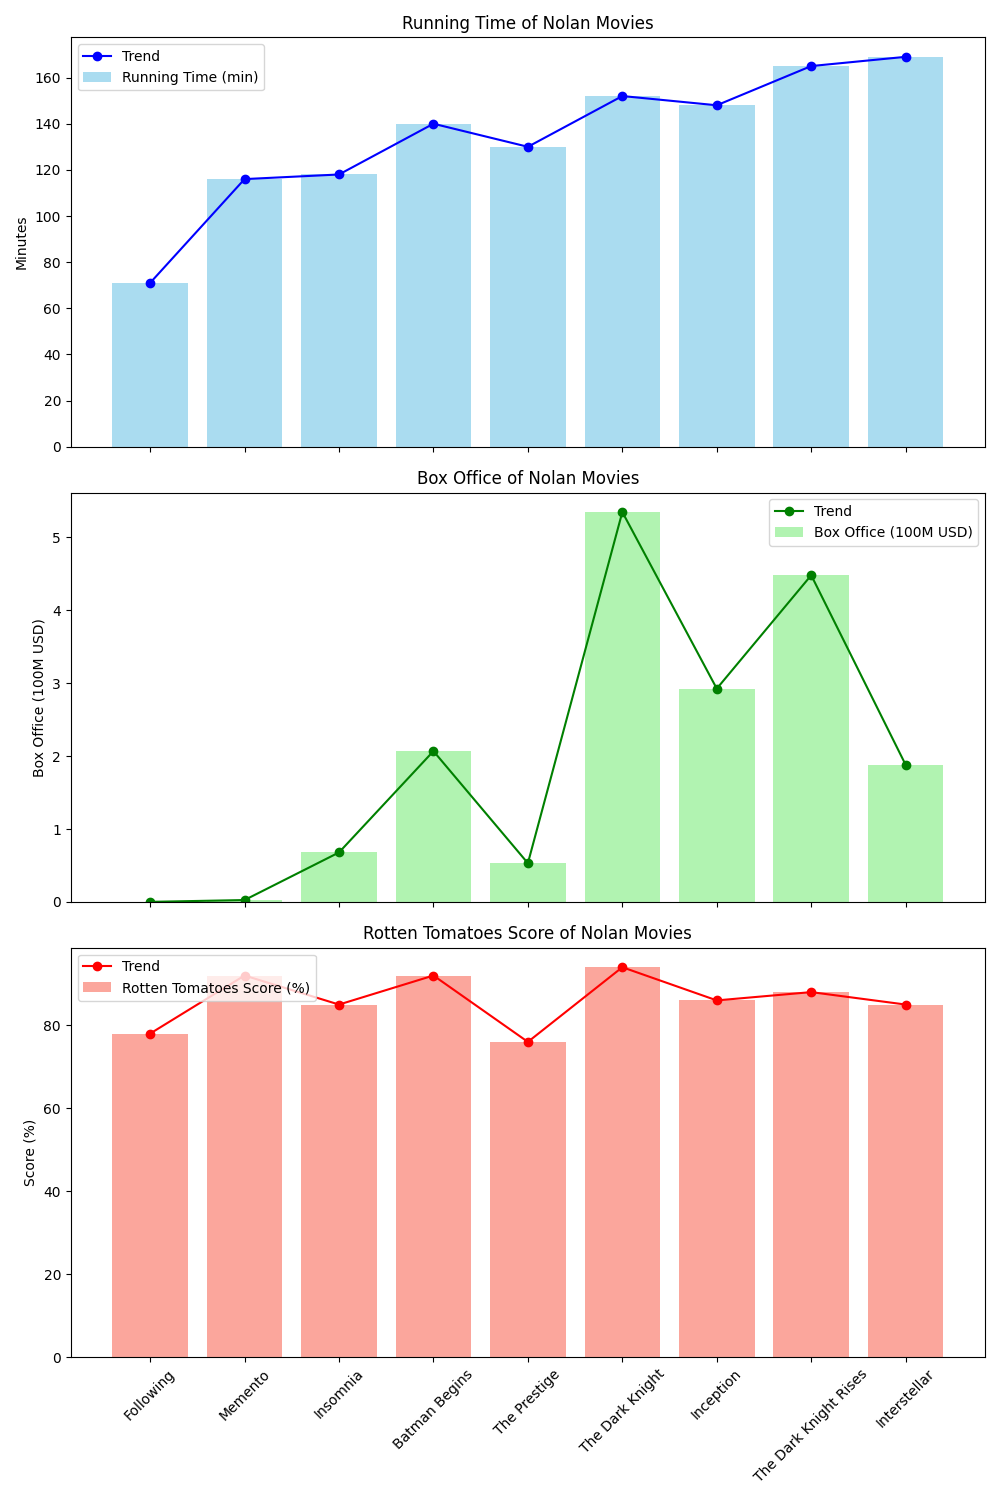 Running Time of Nolan Movies
Trend
Running Time (min)
Minutes
160
140
120
100
80
60
40
20
0
Box Office of Nolan Movies
Trend
Box Office (100M USD)
Box Office (100M USD)
5
4
3
2
1
0
Rotten Tomatoes Score of Nolan Movies
Trend
Rotten Tomatoes Score (%)
Score (%)
80
60
40
20
0
Following
Memento
Insomnia
Batman Begins
The Prestige
The Dark Knight
Inception
The Dark Knight Rises
Interstellar